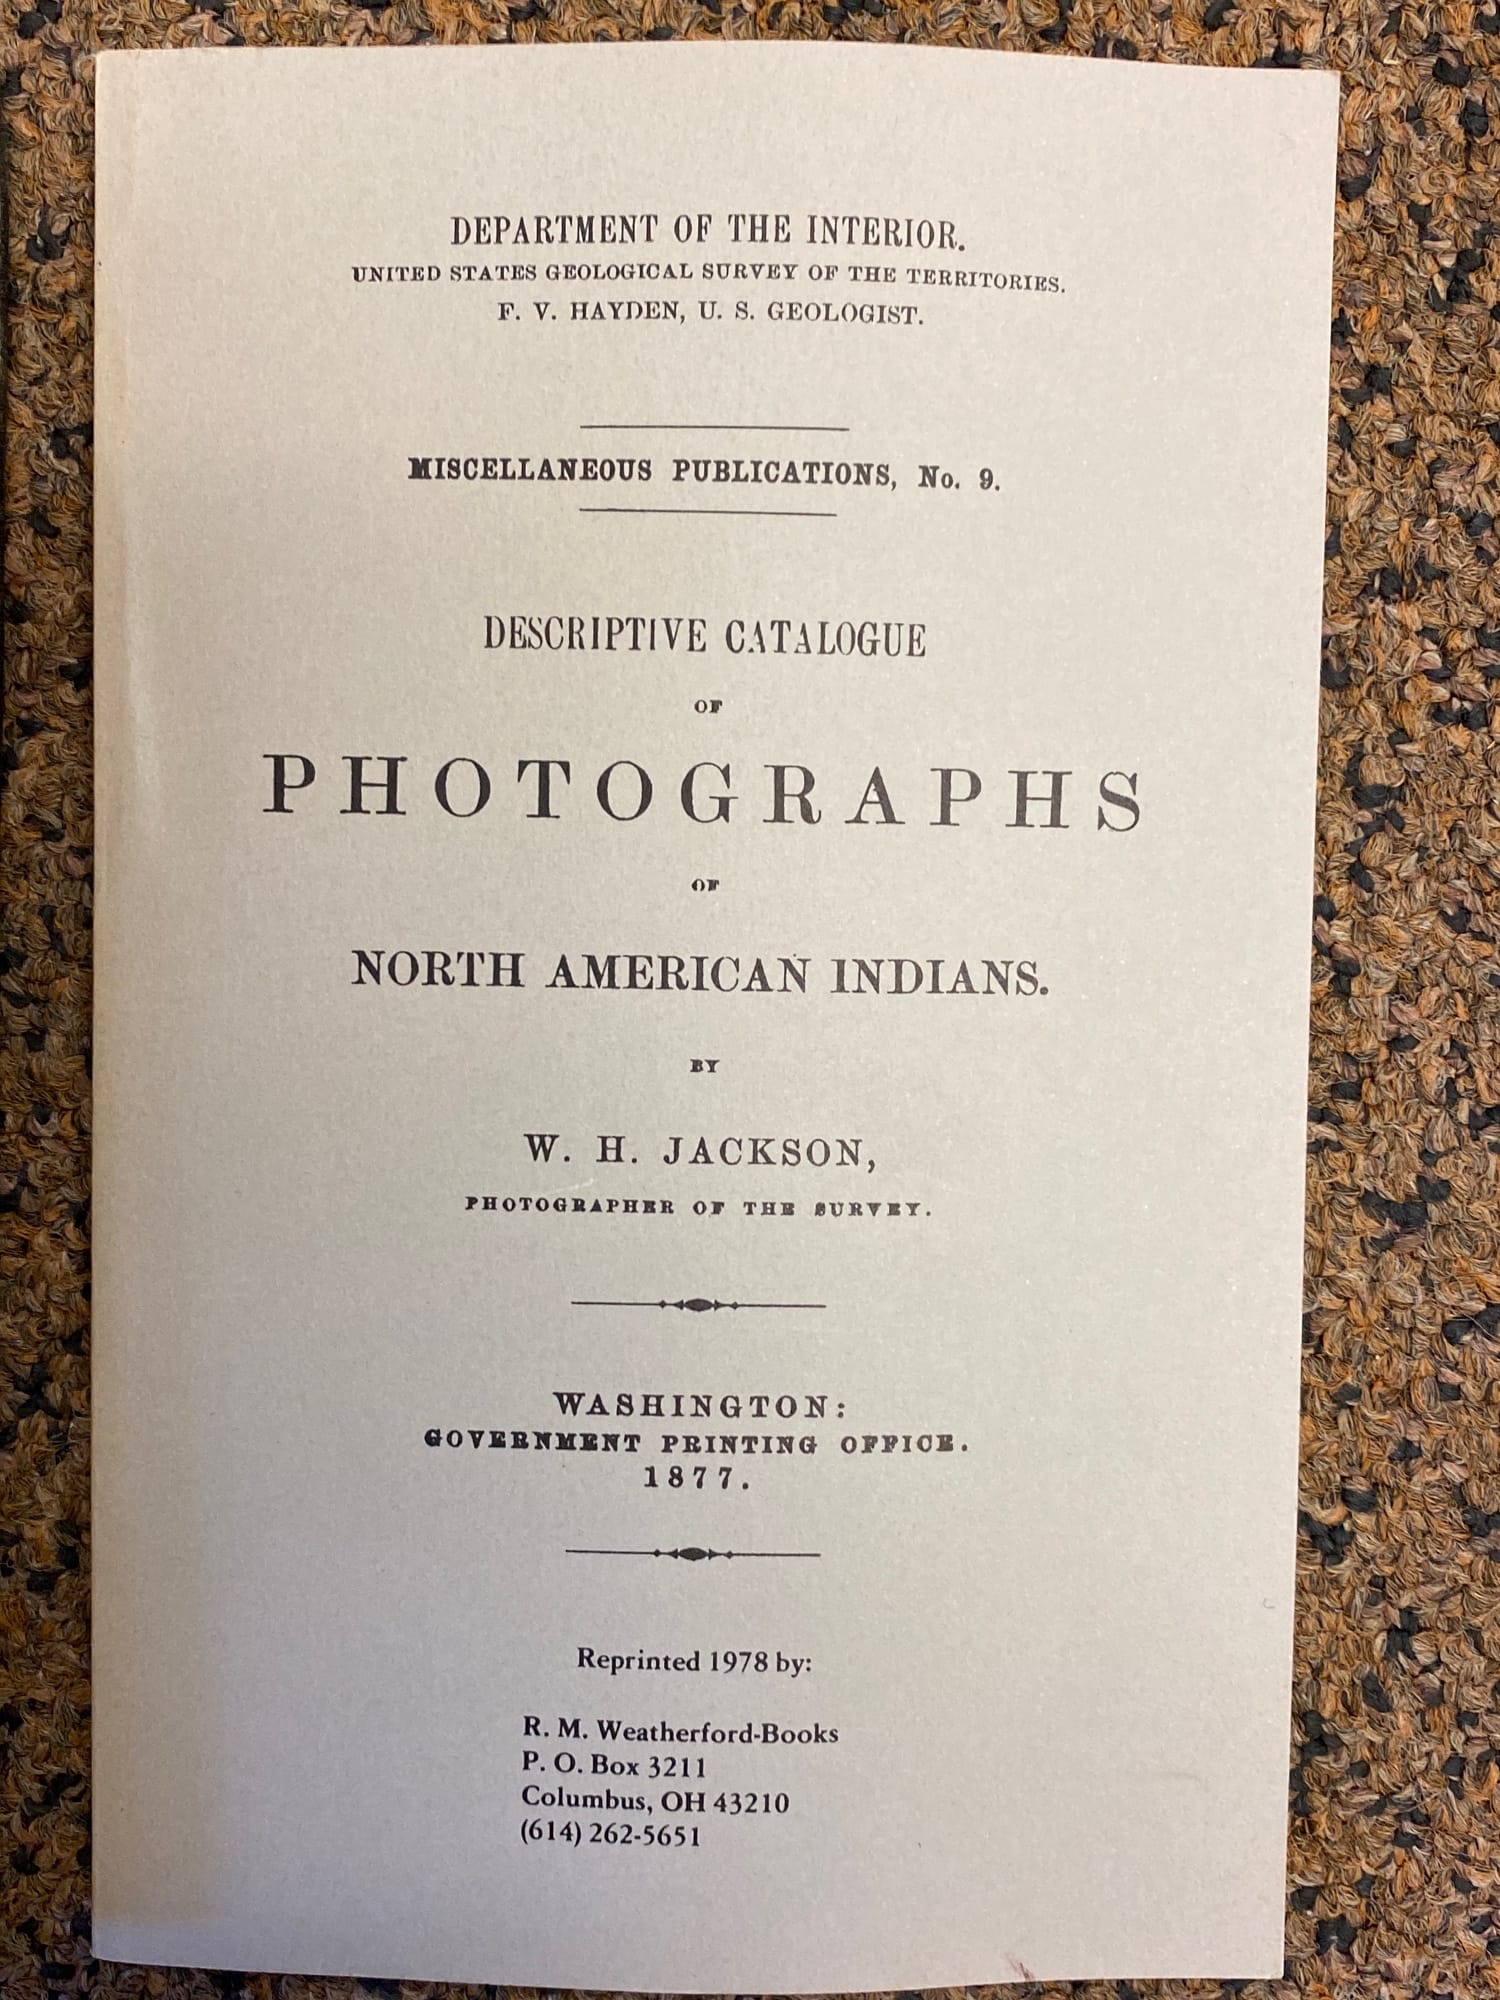 DEPARTMENT OF THE INTERIOR.
UNITED STATES GEOLOGICAL SURVEY OF THE TERRITORIES.
F. V. HAYDEN, U. S. GEOLOGIST.
MISCELLANEOUS PUBLICATIONS, No. 9.
DESCRIPTIVE CATALOGUE
OF
PHOTOGRAPHS
OF
NORTH AMERICAN INDIANS.
BY
W. H. JACKSON,
PHOTOGRAPHER OF THE SURVEY.
WASHINGTON:
GOVERNMENT PRINTING OFFICE.
1877.
Reprinted 1978 by:
R. M. Weatherford-Books
P. O. Box 3211
Columbus, OH 43210
(614) 262-5651